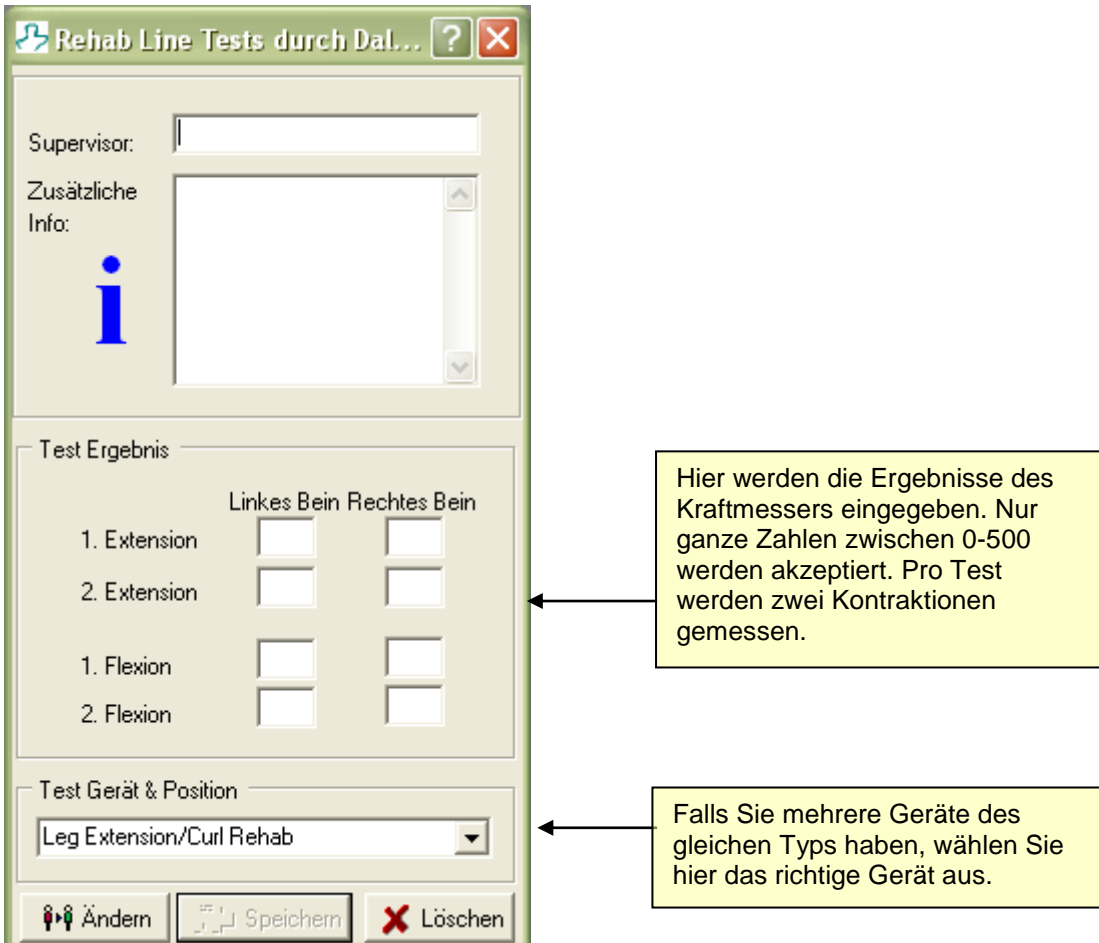 Rehab Line Tests durch Dal...
Supervisor:
Zusätzliche
Info:
Test Ergebnis
Linkes Bein Rechtes Bein
1. Extension
2. Extension
1. Flexion
2. Flexion
Hier werden die Ergebnisse des
Kraftmessers eingegeben. Nur
ganze Zahlen zwischen 0-500
werden akzeptiert. Pro Test
werden zwei Kontraktionen
gemessen.
Test Gerät & Position
Leg Extension/Curl Rehab
Falls Sie mehrere Geräte des
gleichen Typs haben, wählen Sie
hier das richtige Gerät aus.
Ändern Speichern Löschen